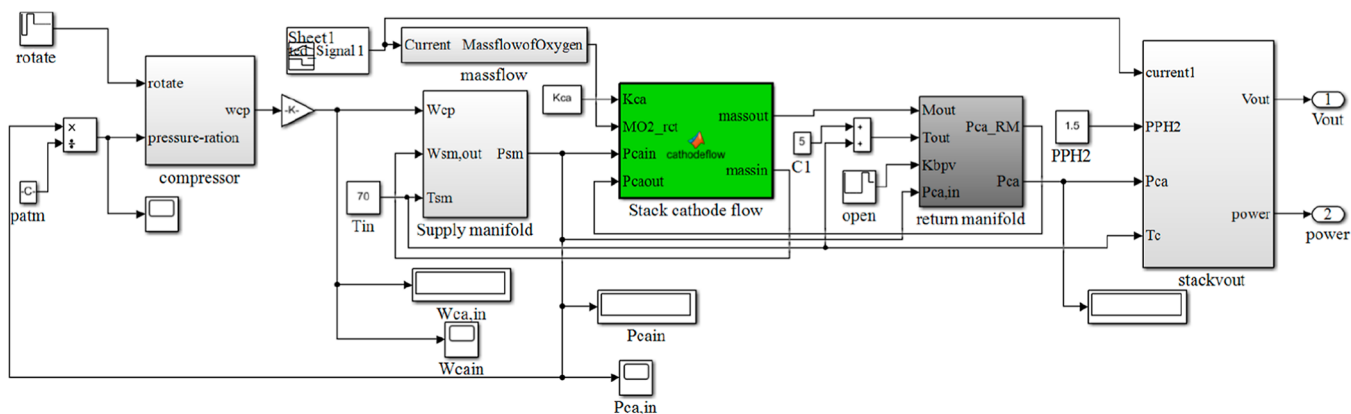 rotate
rotate
pressure-ration
wcp
compressor
×
÷
-C-
patm
-K-
Sheet1
Signal 1
Current MassflowofOxygen
massflow
Wcp
Wsm,out
Tsm
Psm
Supply manifold
70
Tin
Kca
Kca
MO2_rct
Pcain
Pcaout
cathodeflow
massout
massin
Stack cathode flow
5
C1
+
+
open
Mout
Tout
Kbpv
Pca,in
Pca_RM
Pca
return manifold
1.5
PPH2
current1
PPH2
Pca
Tc
Vout
power
stackvout
1
Vout
2
power
Wca,in
Wcain
Pcain
Pca,in